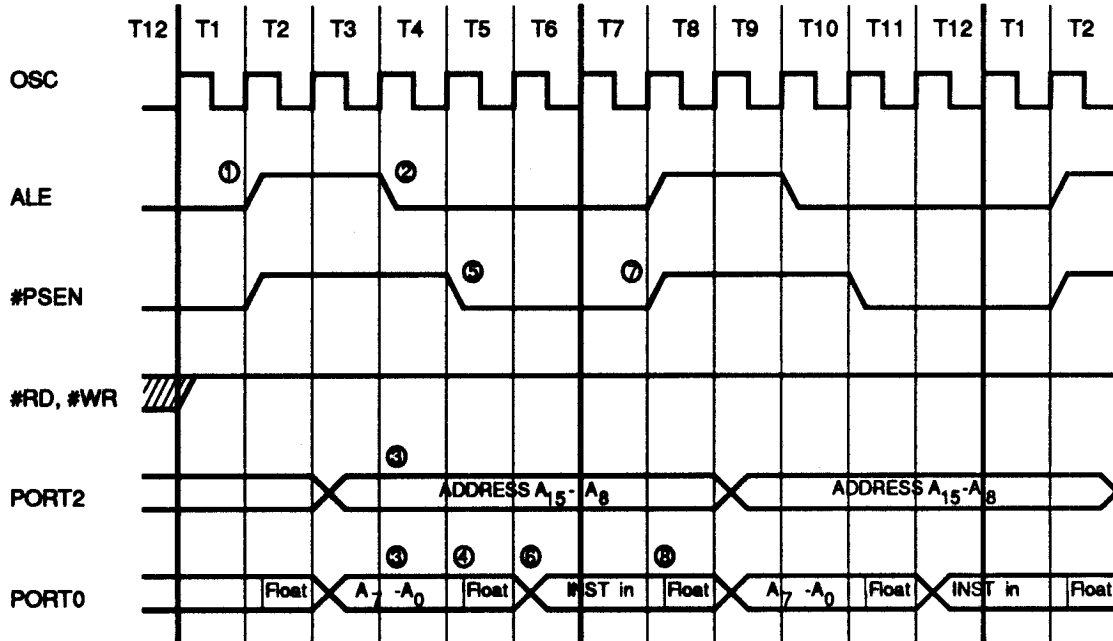 T12 T1 T2 T3 T4 T5 T6 T7 T8 T9 T10 T11 T12 T1 T2
OSC
① ②
ALE
⑤ ⑦
#PSEN
#RD, #WR
③
PORT2 ADDRESS A15- A8 ADDRESS A15-A8
③ ④ ⑥ ⑧
PORT0 Float A7 -A0 Float INST in Float A7 -A0 Float INST in Float